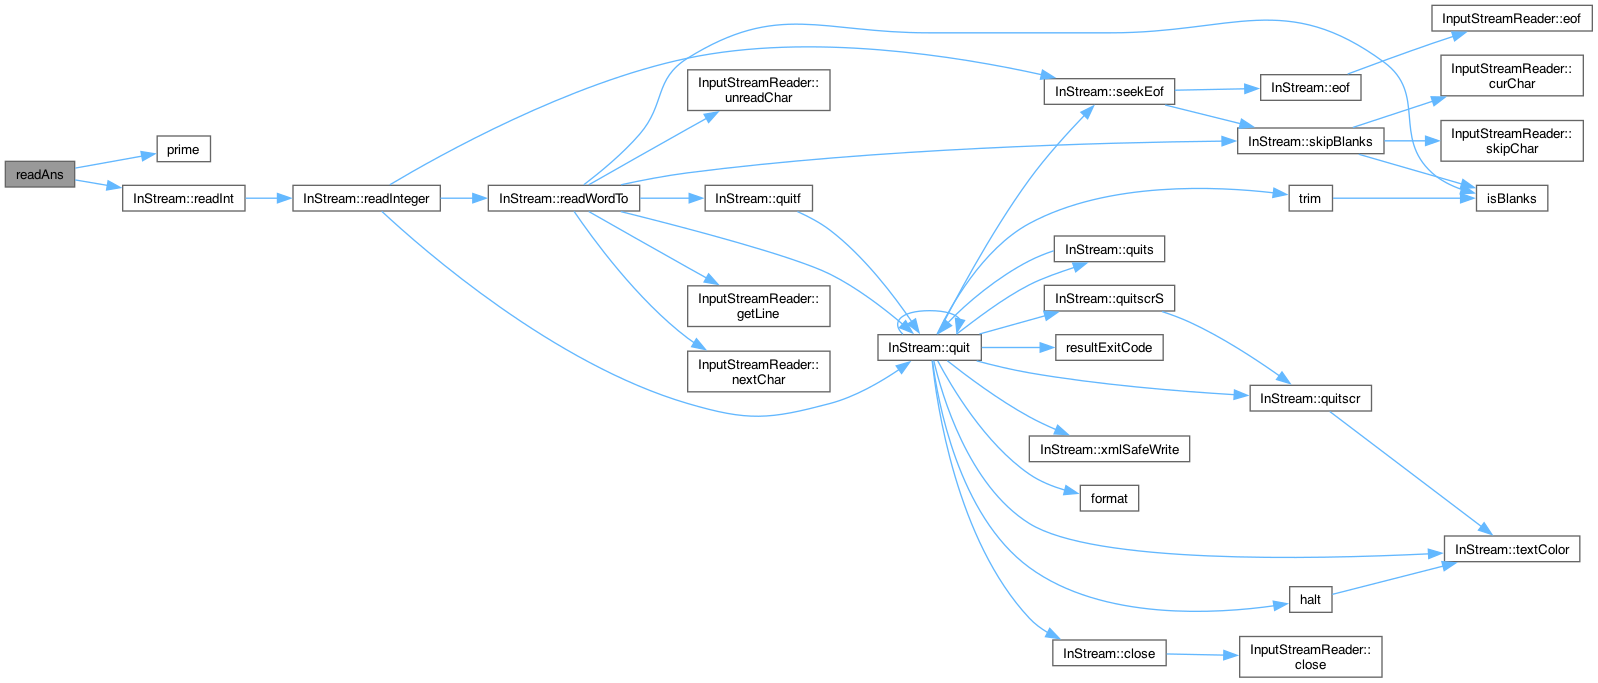 readAns
prime
InStream::readInt
InStream::readInteger
InStream::readWordTo
InputStreamReader::
unreadChar
InStream::quitf
InputStreamReader::
getLine
InputStreamReader::
nextChar
InStream::quit
InStream::seekEof
InStream::eof
InputStreamReader::eof
InStream::skipBlanks
InputStreamReader::
curChar
InputStreamReader::
skipChar
isBlanks
trim
InStream::quits
InStream::quitscrS
resultExitCode
InStream::quitscr
InStream::xmlSafeWrite
format
InStream::textColor
halt
InStream::close
InputStreamReader::
close